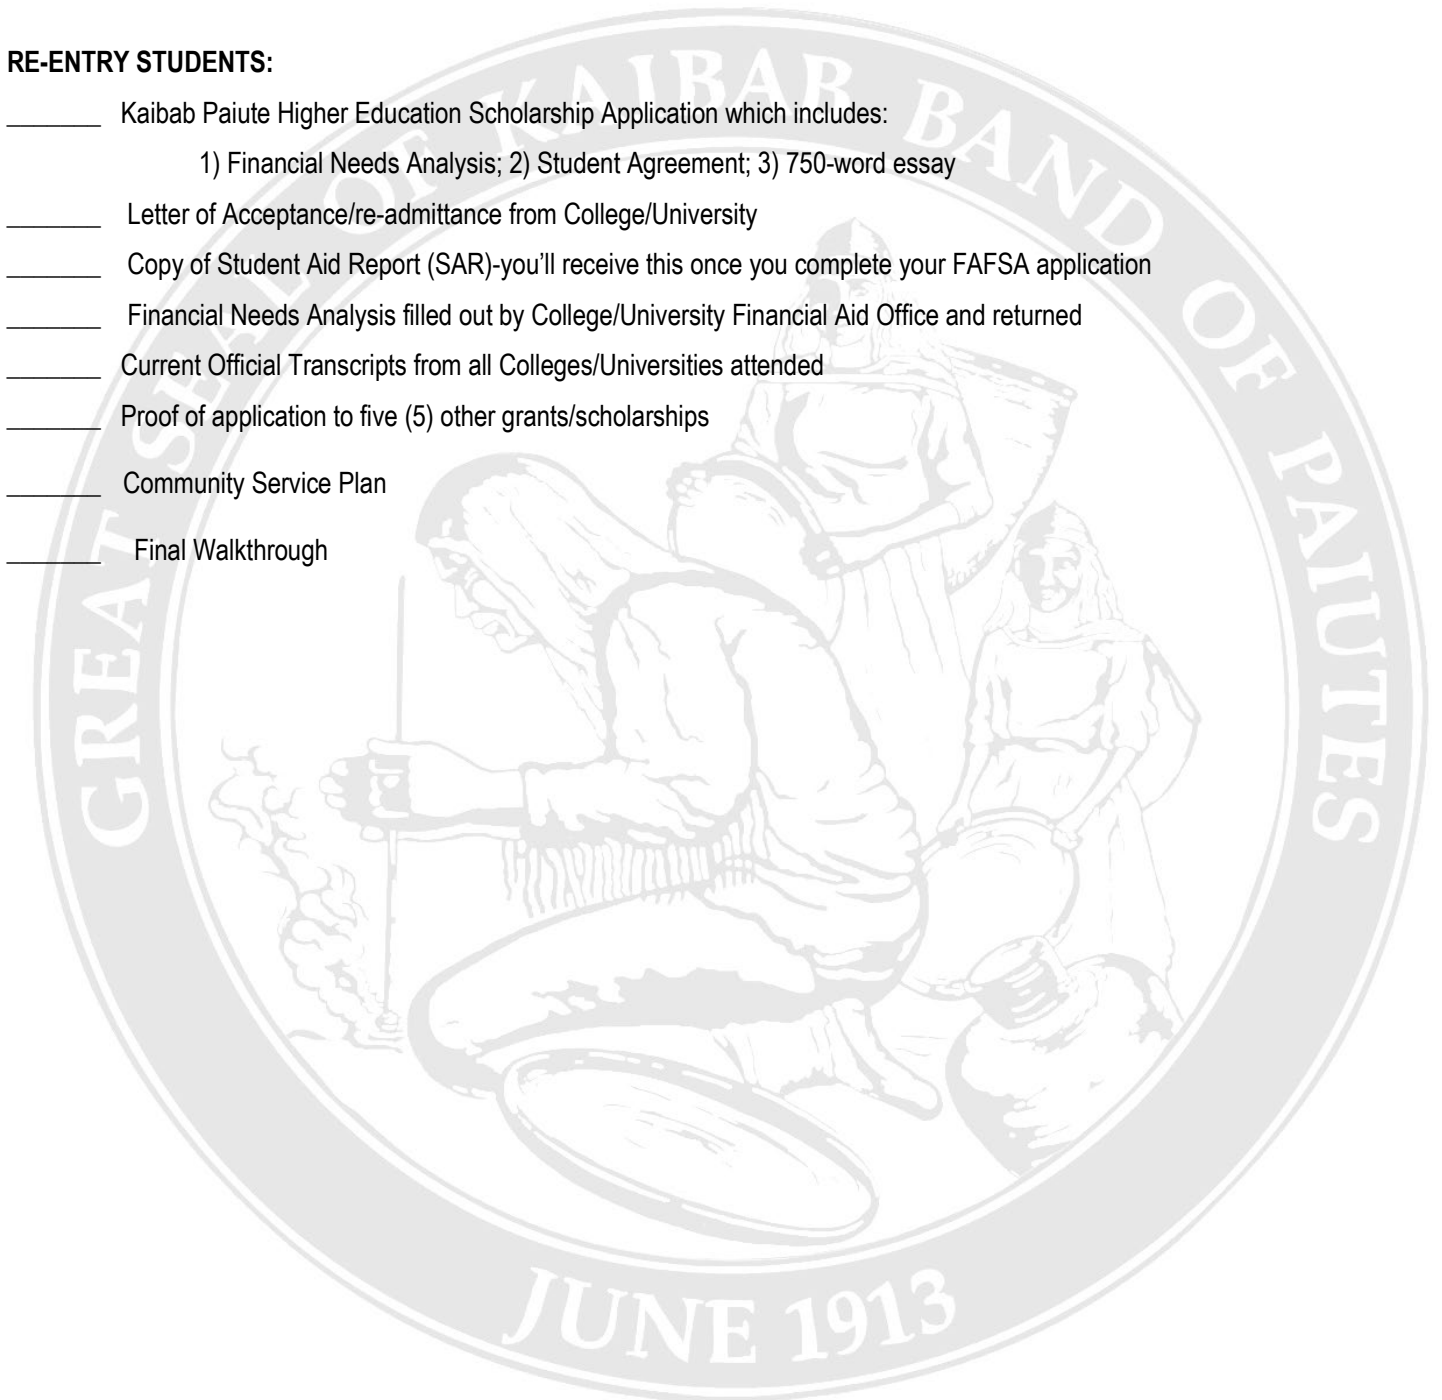 RE-ENTRY STUDENTS:
_______ Kaibab Paiute Higher Education Scholarship Application which includes:
1) Financial Needs Analysis; 2) Student Agreement; 3) 750-word essay
_______ Letter of Acceptance/re-admittance from College/University
_______ Copy of Student Aid Report (SAR)-you’ll receive this once you complete your FAFSA application
_______ Financial Needs Analysis filled out by College/University Financial Aid Office and returned
_______ Current Official Transcripts from all Colleges/Universities attended
_______ Proof of application to five (5) other grants/scholarships
_______ Community Service Plan
_______ Final Walkthrough
GREAT SEAL OF KAIBAB BAND OF PAIUTES
JUNE 1913